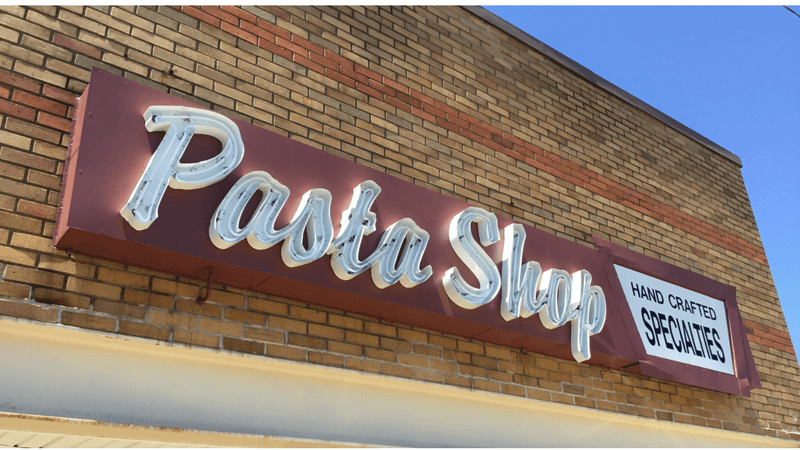 Pasta Shop
HAND CRAFTED
SPECIALTIES